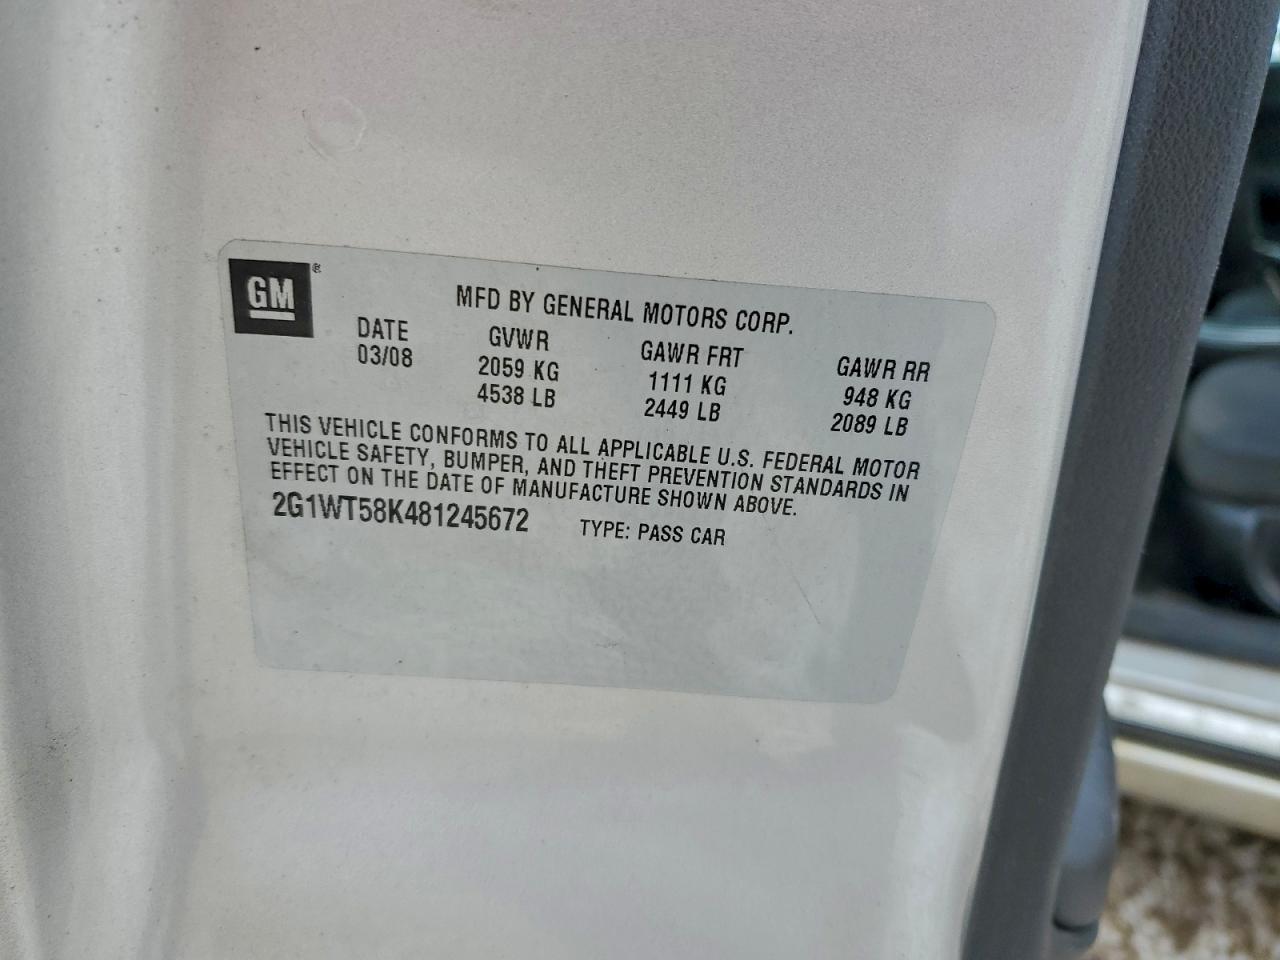 GM ®
MFD BY GENERAL MOTORS CORP.
DATE GVWR GAWR FRT GAWR RR
03/08 2059 KG 1111 KG 948 KG
4538 LB 2449 LB 2089 LB
THIS VEHICLE CONFORMS TO ALL APPLICABLE U.S. FEDERAL MOTOR
VEHICLE SAFETY, BUMPER, AND THEFT PREVENTION STANDARDS IN
EFFECT ON THE DATE OF MANUFACTURE SHOWN ABOVE.
2G1WT58K481245672 TYPE: PASS CAR